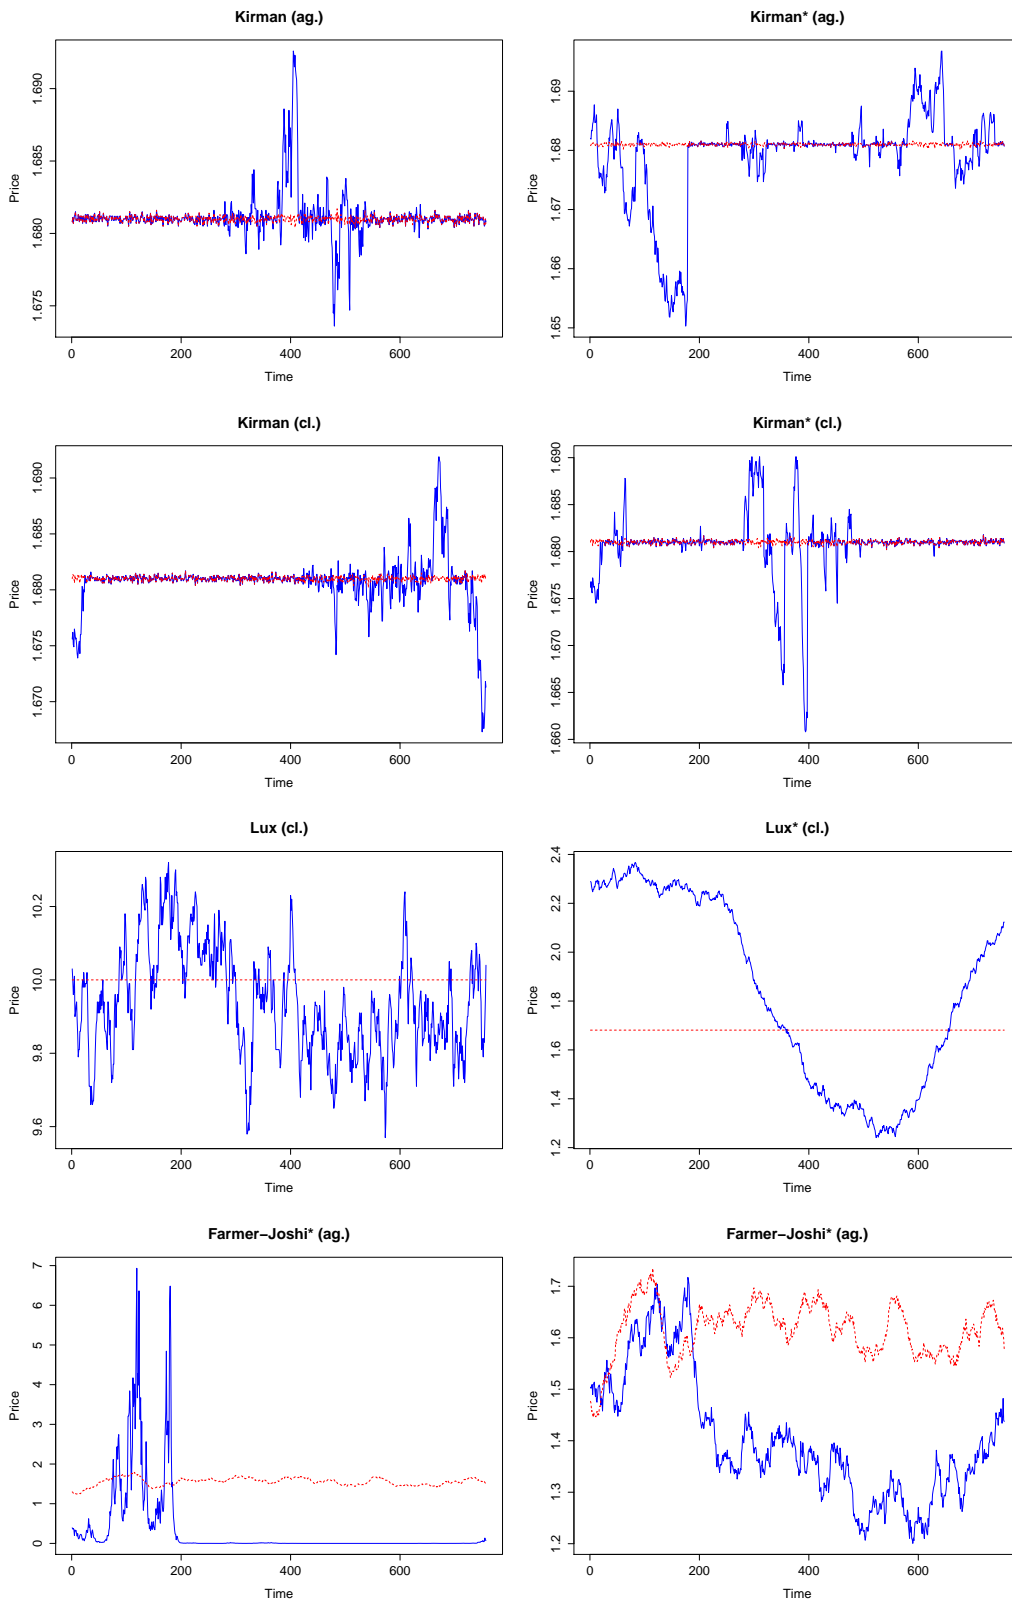 Kirman (ag.)
Price
1.675 1.680 1.685 1.690
0 200 400 600
Time
Kirman* (ag.)
Price
1.65 1.66 1.67 1.68 1.69
0 200 400 600
Time
Kirman (cl.)
Price
1.670 1.675 1.680 1.685 1.690
0 200 400 600
Time
Kirman* (cl.)
Price
1.660 1.665 1.670 1.675 1.680 1.685 1.690
0 200 400 600
Time
Lux (cl.)
Price
9.6 9.8 10.0 10.2
0 200 400 600
Time
Lux* (cl.)
Price
1.2 1.4 1.6 1.8 2.0 2.2 2.4
0 200 400 600
Time
Farmer−Joshi* (ag.)
Price
0 1 2 3 4 5 6 7
0 200 400 600
Time
Farmer−Joshi* (ag.)
Price
1.2 1.3 1.4 1.5 1.6 1.7
0 200 400 600
Time